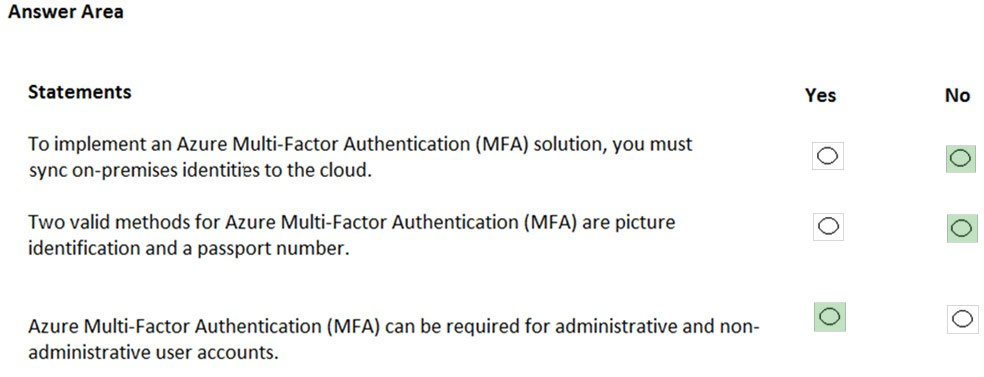 Answer Area
Statements
Yes
No
To implement an Azure Multi-Factor Authentication (MFA) solution, you must
sync on-premises identities to the cloud.
Two valid methods for Azure Multi-Factor Authentication (MFA) are picture
identification and a passport number.
Azure Multi-Factor Authentication (MFA) can be required for administrative and non-
administrative user accounts.